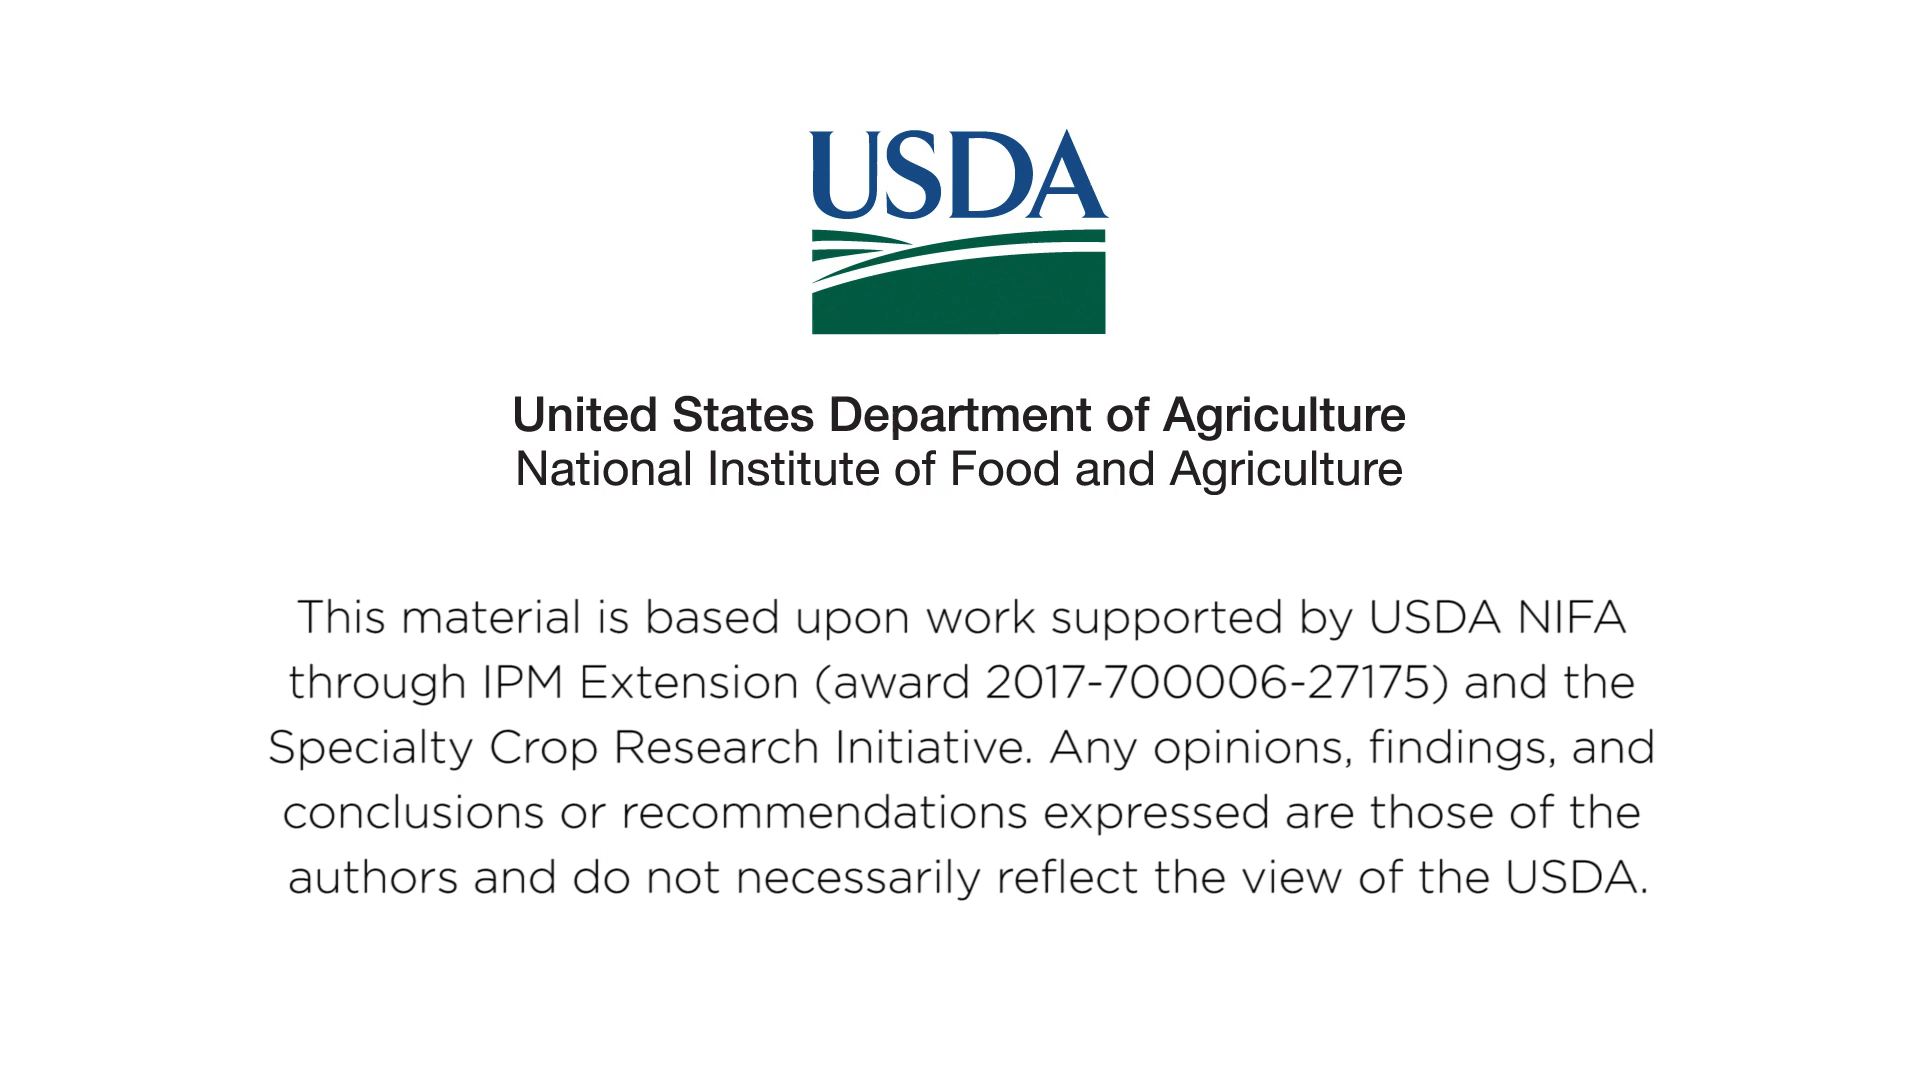 USDA
United States Department of Agriculture
National Institute of Food and Agriculture
This material is based upon work supported by USDA NIFA
through IPM Extension (award 2017-700006-27175) and the
Specialty Crop Research Initiative. Any opinions, findings, and
conclusions or recommendations expressed are those of the
authors and do not necessarily reflect the view of the USDA.